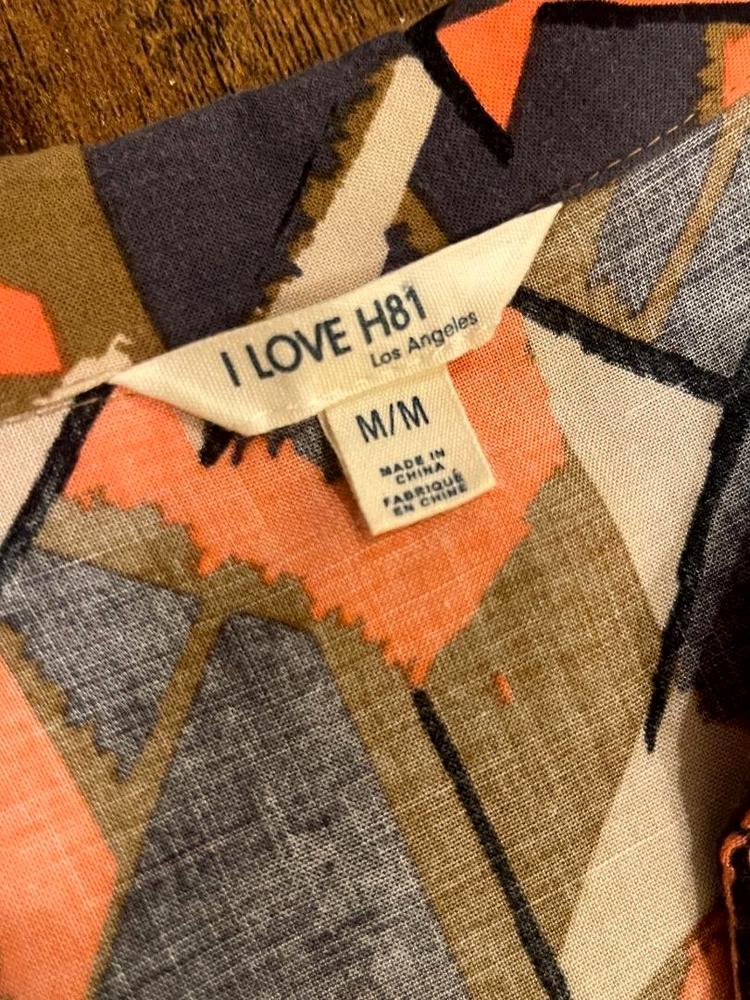 I LOVE H81
Los Angeles
M/M
MADE IN
CHINA
FABRIQUÉ
EN CHINE